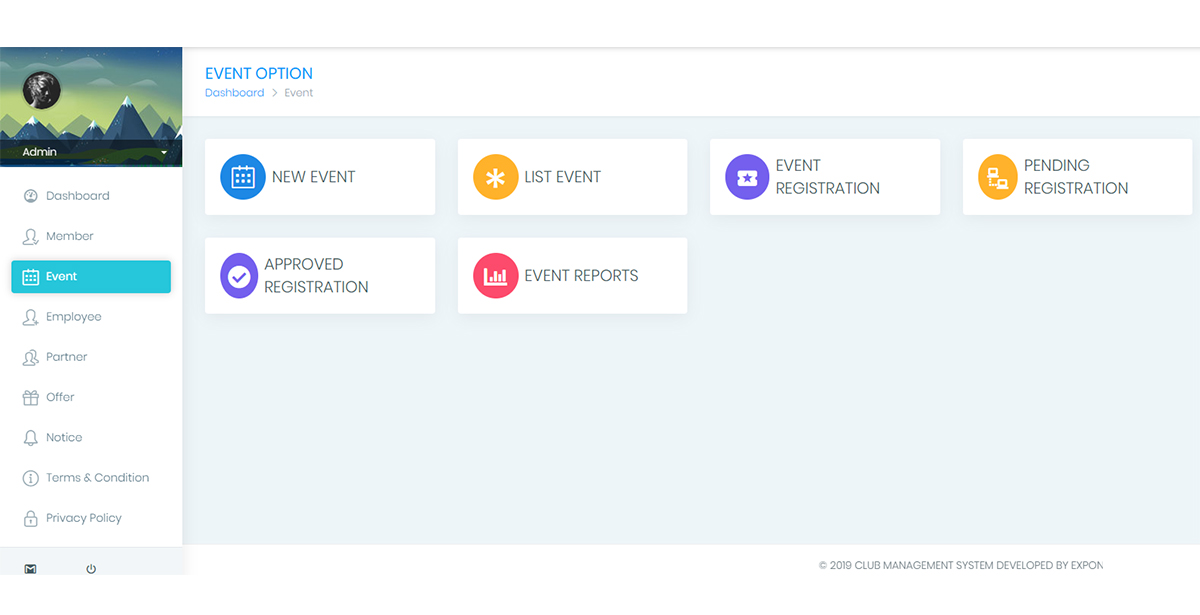 EVENT OPTION
Dashboard > Event
Admin
Dashboard
Member
Event
Employee
Partner
Offer
Notice
Terms & Condition
Privacy Policy
NEW EVENT
LIST EVENT
EVENT
REGISTRATION
PENDING
REGISTRATION
APPROVED
REGISTRATION
EVENT REPORTS
© 2019 CLUB MANAGEMENT SYSTEM DEVELOPED BY EXPON